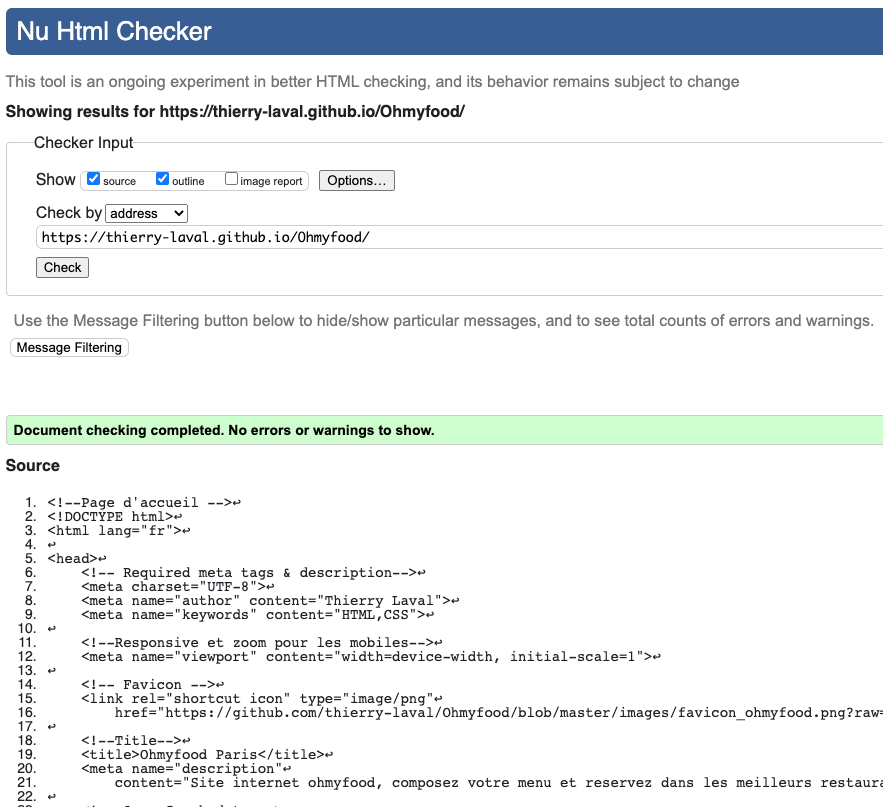 Nu Html Checker
This tool is an ongoing experiment in better HTML checking, and its behavior remains subject to change
Showing results for https://thierry-laval.github.io/Ohmyfood/
Checker Input
Show source outline image report Options…
Check by address
https://thierry-laval.github.io/Ohmyfood/
Check
Use the Message Filtering button below to hide/show particular messages, and to see total counts of errors and warnings.
Message Filtering
Document checking completed. No errors or warnings to show.
Source
1. <!--Page d'accueil -->↩
2. <!DOCTYPE html>↩
3. <html lang="fr">↩
4. ↩
5. <head>↩
6. <!-- Required meta tags & description-->↩
7. <meta charset="UTF-8">↩
8. <meta name="author" content="Thierry Laval">↩
9. <meta name="keywords" content="HTML,CSS">↩
10. ↩
11. <!--Responsive et zoom pour les mobiles-->↩
12. <meta name="viewport" content="width=device-width, initial-scale=1">↩
13. ↩
14. <!-- Favicon -->↩
15. <link rel="shortcut icon" type="image/png"↩
16. href="https://github.com/thierry-laval/Ohmyfood/blob/master/images/favicon_ohmyfood.png?raw=
17. ↩
18. <!--Title-->↩
19. <title>Ohmyfood Paris</title>↩
20. <meta name="description"↩
21. content="Site internet ohmyfood, composez votre menu et reservez dans les meilleurs restaura
22. ↩